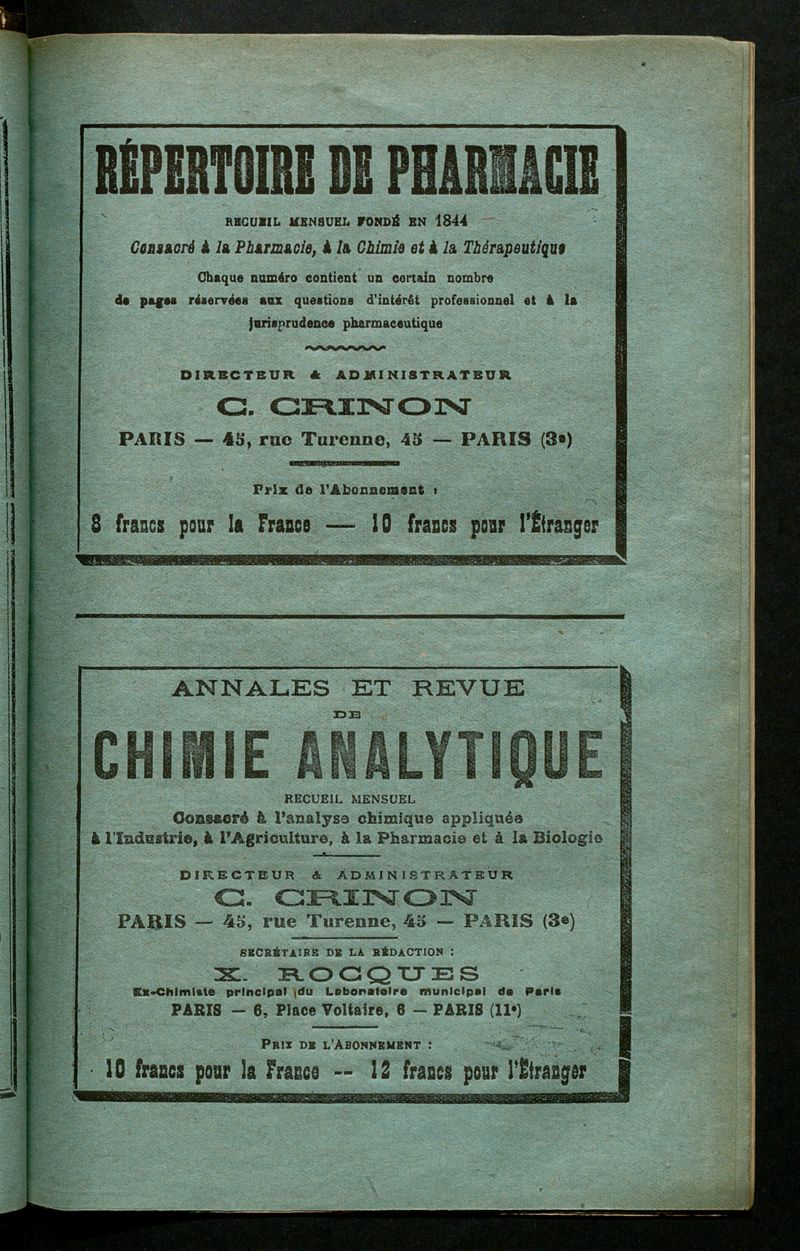 RÉPERTOIRE DE PHARMACIE
RECUEIL MENSUEL FONDÉ EN 1844
Consacré à la Pharmacie, à la Chimie et à la Thérapeutique
Chaque numéro contient un certain nombre
de pages réservées aux questions d'intérêt professionnel et à la
jurisprudence pharmaceutique
DIRECTEUR & ADMINISTRATEUR
C. CRINON
PARIS — 45, rue Turenne, 45 — PARIS (3e)
Prix de l'Abonnement :
8 francs pour la France — 10 francs pour l'Étranger
ANNALES ET REVUE
DE
CHIMIE ANALYTIQUE
RECUEIL MENSUEL
Consacré à l'analyse chimique appliquée
à l'Industrie, à l'Agriculture, à la Pharmacie et à la Biologie
DIRECTEUR & ADMINISTRATEUR
C. CRINON
PARIS — 45, rue Turenne, 45 — PARIS (3e)
SECRÉTAIRE DE LA RÉDACTION :
X. ROCQUES
Ex-Chimiste principal du Laboratoire municipal de Paris
PARIS — 6, Place Voltaire, 6 — PARIS (11e)
PRIX DE L'ABONNEMENT :
10 francs pour la France -- 12 francs pour l'Étranger